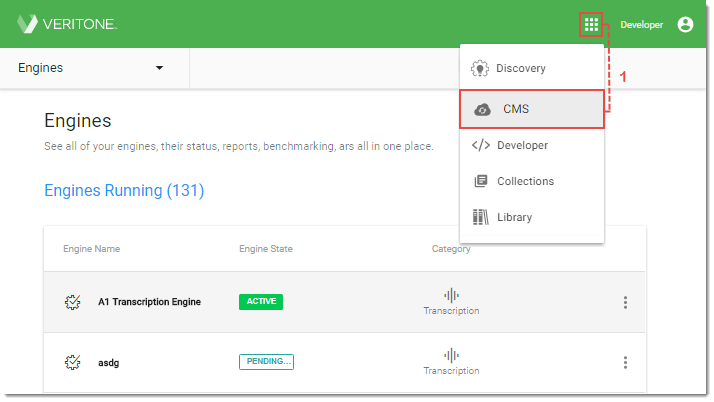 VERITONE
Developer
Engines
1
Discovery
CMS
Developer
Collections
Library
Engines
See all of your engines, their status, reports, benchmarking, ars all in one place.
Engines Running (131)
Engine Name Engine State Category
A1 Transcription Engine ACTIVE Transcription
asdg PENDING... Transcription